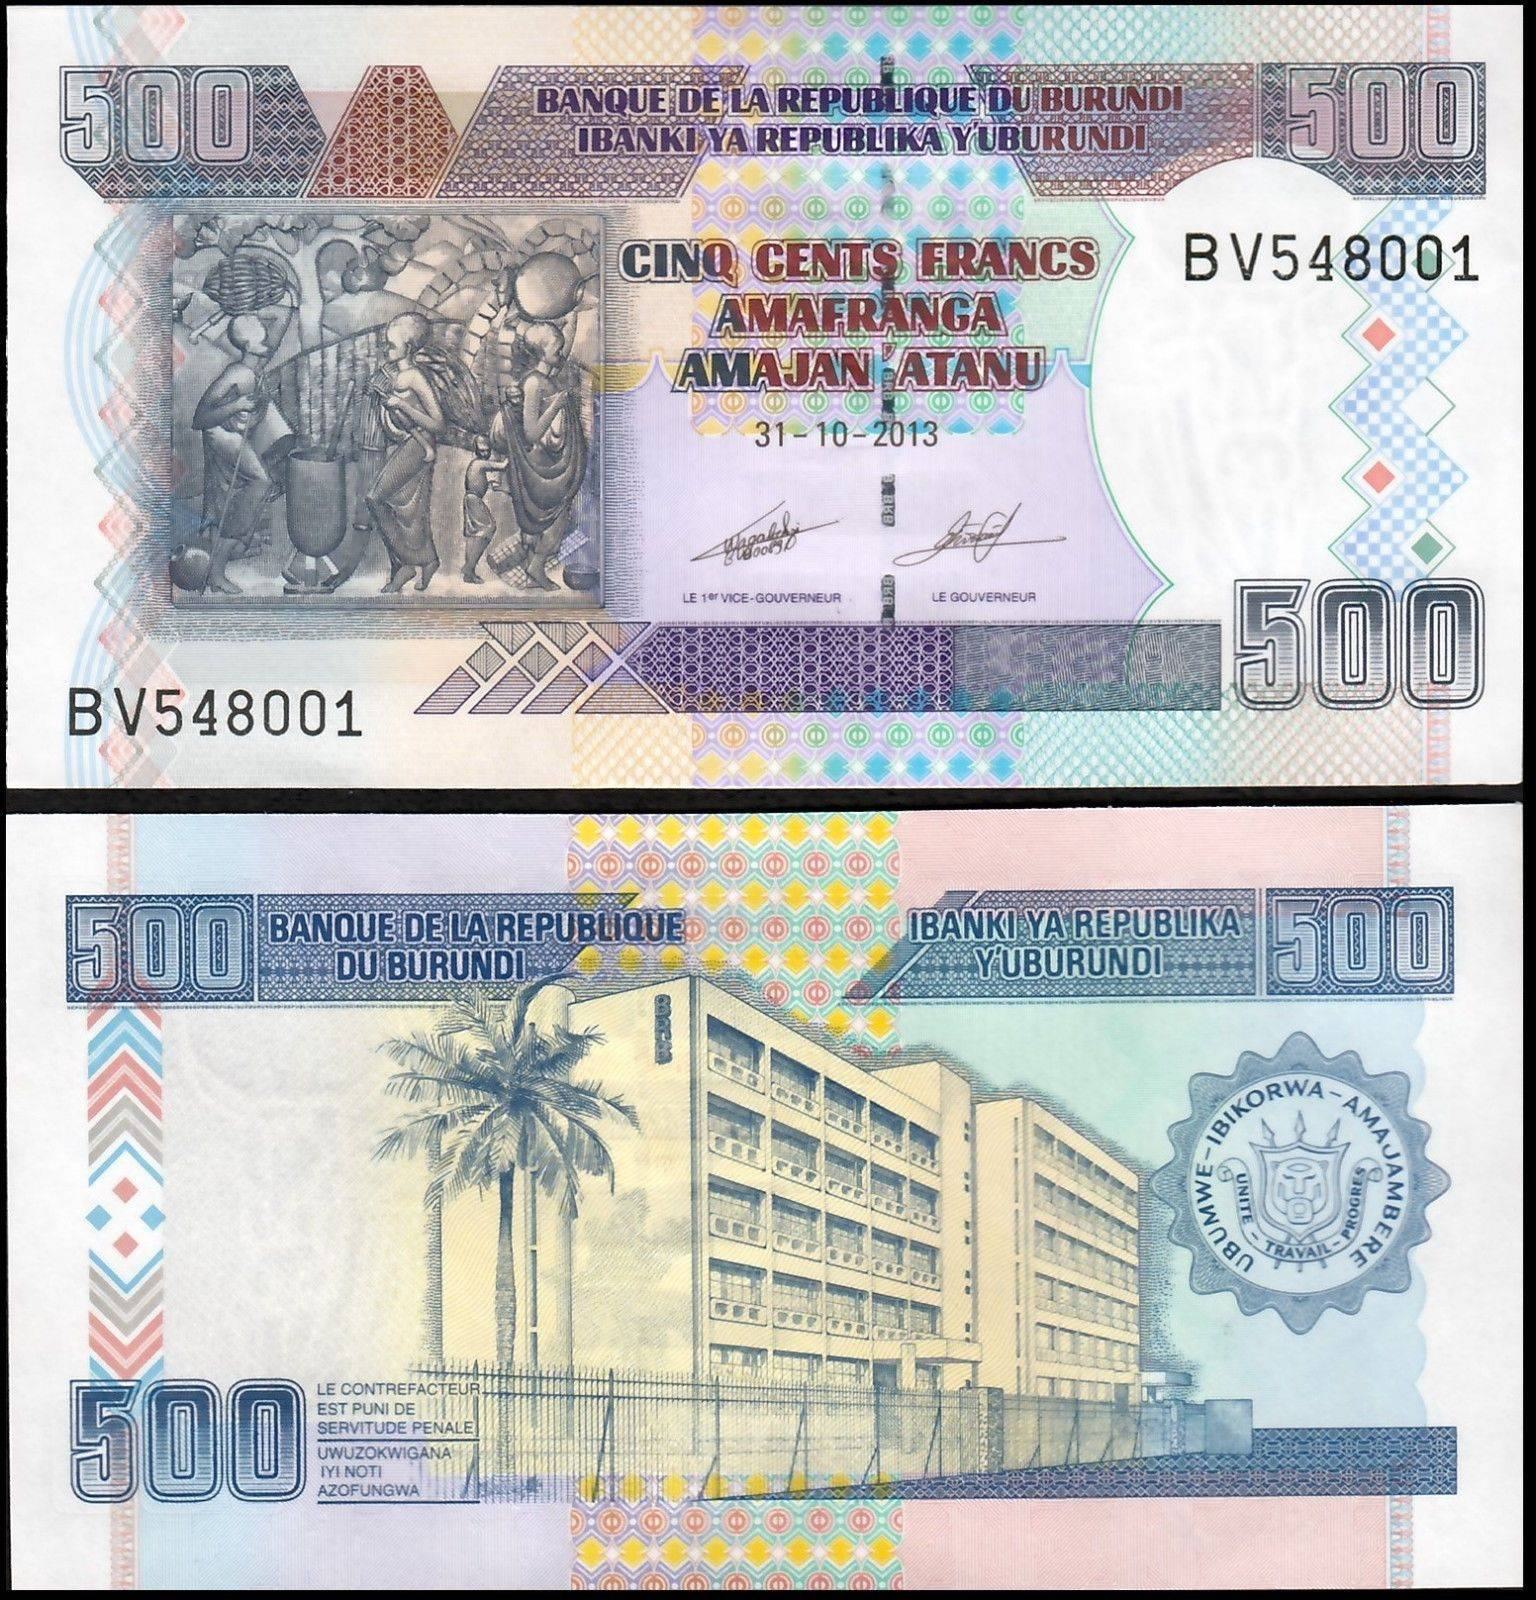 500
BANQUE DE LA REPUBLIQUE DU BURUNDI
IBANKI YA REPUBLIKA Y'UBURUNDI
500
CINQ CENTS FRANCS
AMAFRANGA
AMAJAN'ATANU
BV548001
31-10-2013
LE 1er VICE-GOUVERNEUR
LE GOUVERNEUR
500
BV548001
500
BANQUE DE LA REPUBLIQUE
DU BURUNDI
IBANKI YA REPUBLIKA
Y'UBURUNDI
500
UBUMWE-IBIKORWA-AMAJAMBERE
UNITE - TRAVAIL - PROGRES
500
LE CONTREFACTEUR
EST PUNI DE
SERVITUDE PENALE
UWUZOKWIGANA
IYI NOTI
AZOFUNGWA